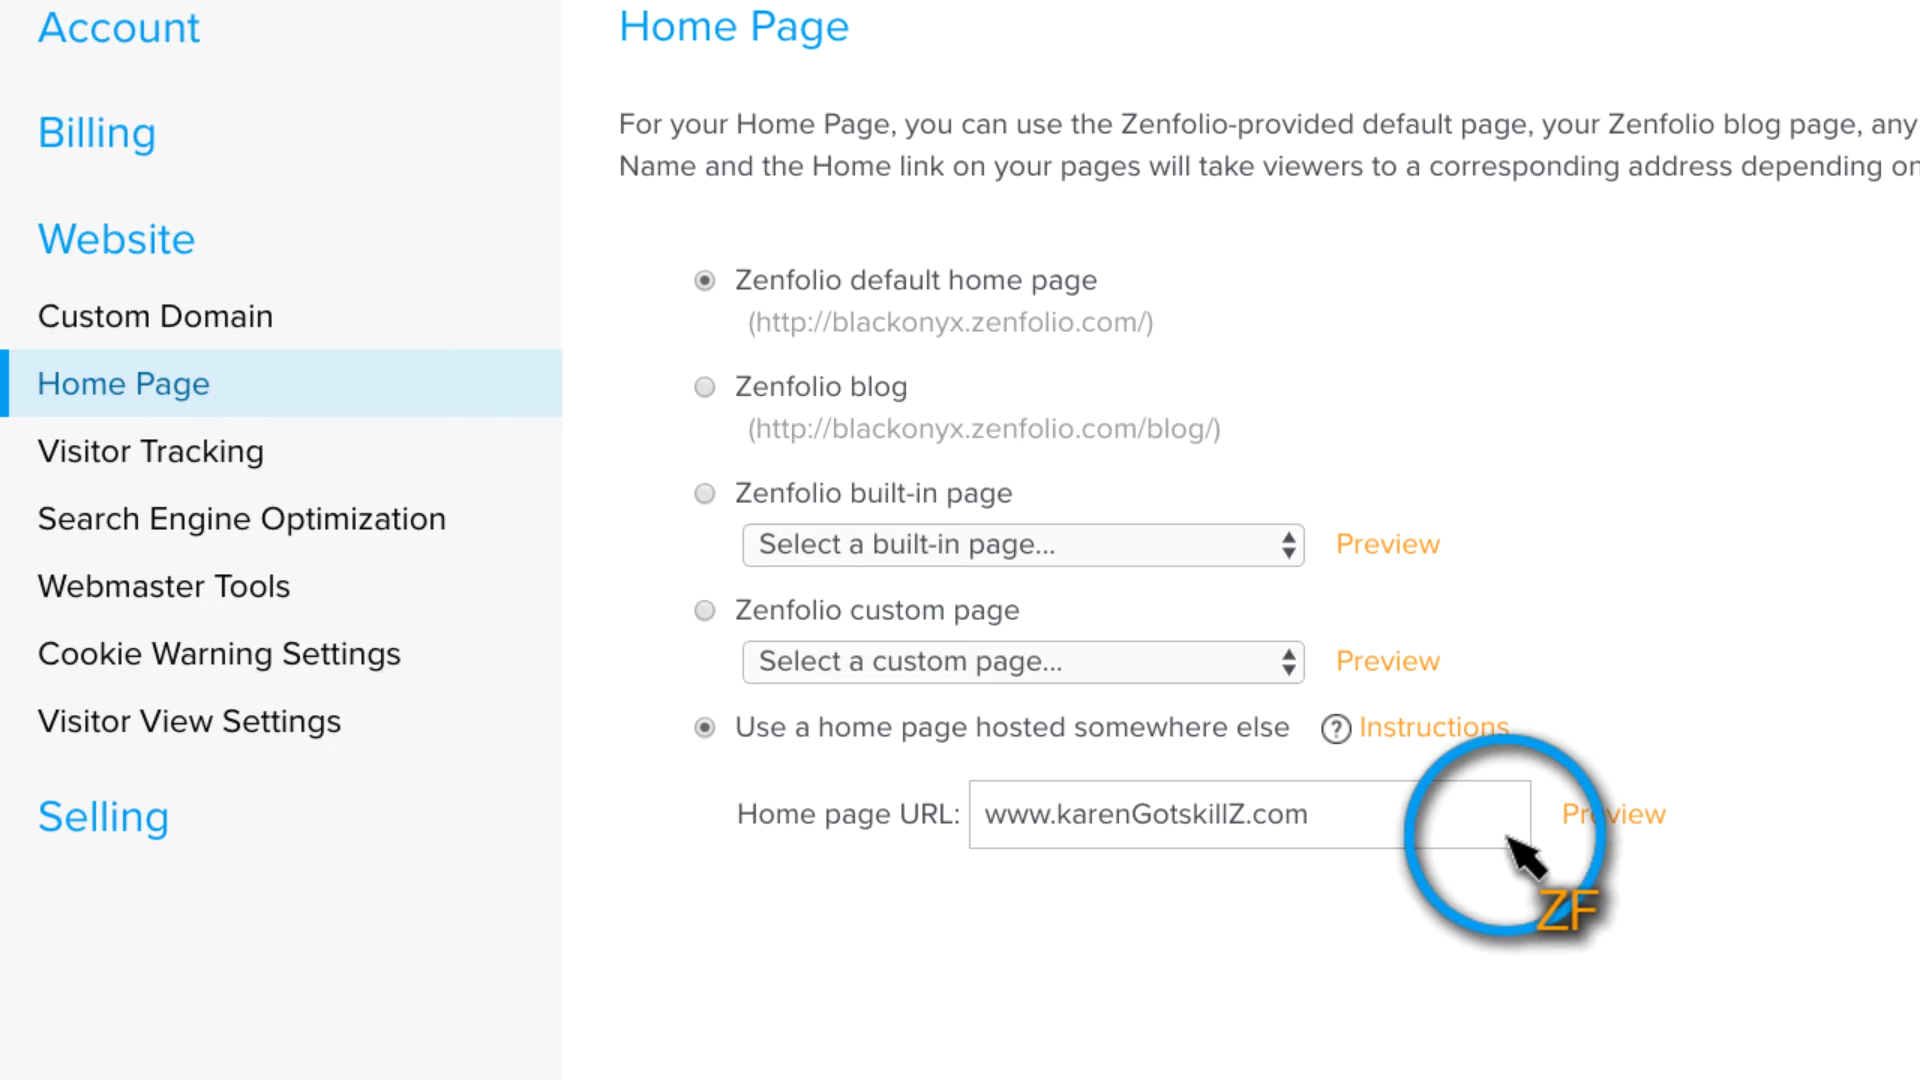 Account
Billing
Website
Custom Domain
Home Page
Visitor Tracking
Search Engine Optimization
Webmaster Tools
Cookie Warning Settings
Visitor View Settings
Selling
Home Page
For your Home Page, you can use the Zenfolio-provided default page, your Zenfolio blog page, any
Name and the Home link on your pages will take viewers to a corresponding address depending on
Zenfolio default home page
(http://blackonyx.zenfolio.com/)
Zenfolio blog
(http://blackonyx.zenfolio.com/blog/)
Zenfolio built-in page
Select a built-in page... Preview
Zenfolio custom page
Select a custom page... Preview
Use a home page hosted somewhere else ? Instructions
Home page URL: www.karenGotskillZ.com Preview
ZF